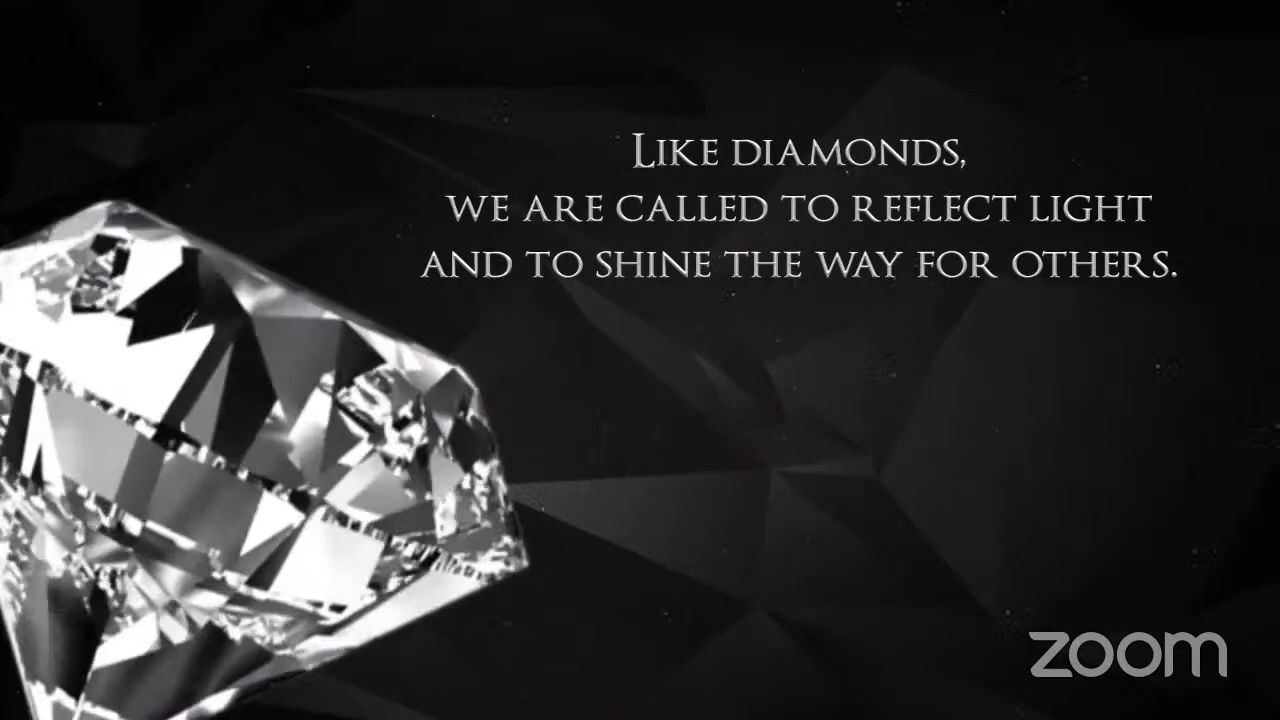 Like diamonds,
we are called to reflect light
and to shine the way for others.
zoom